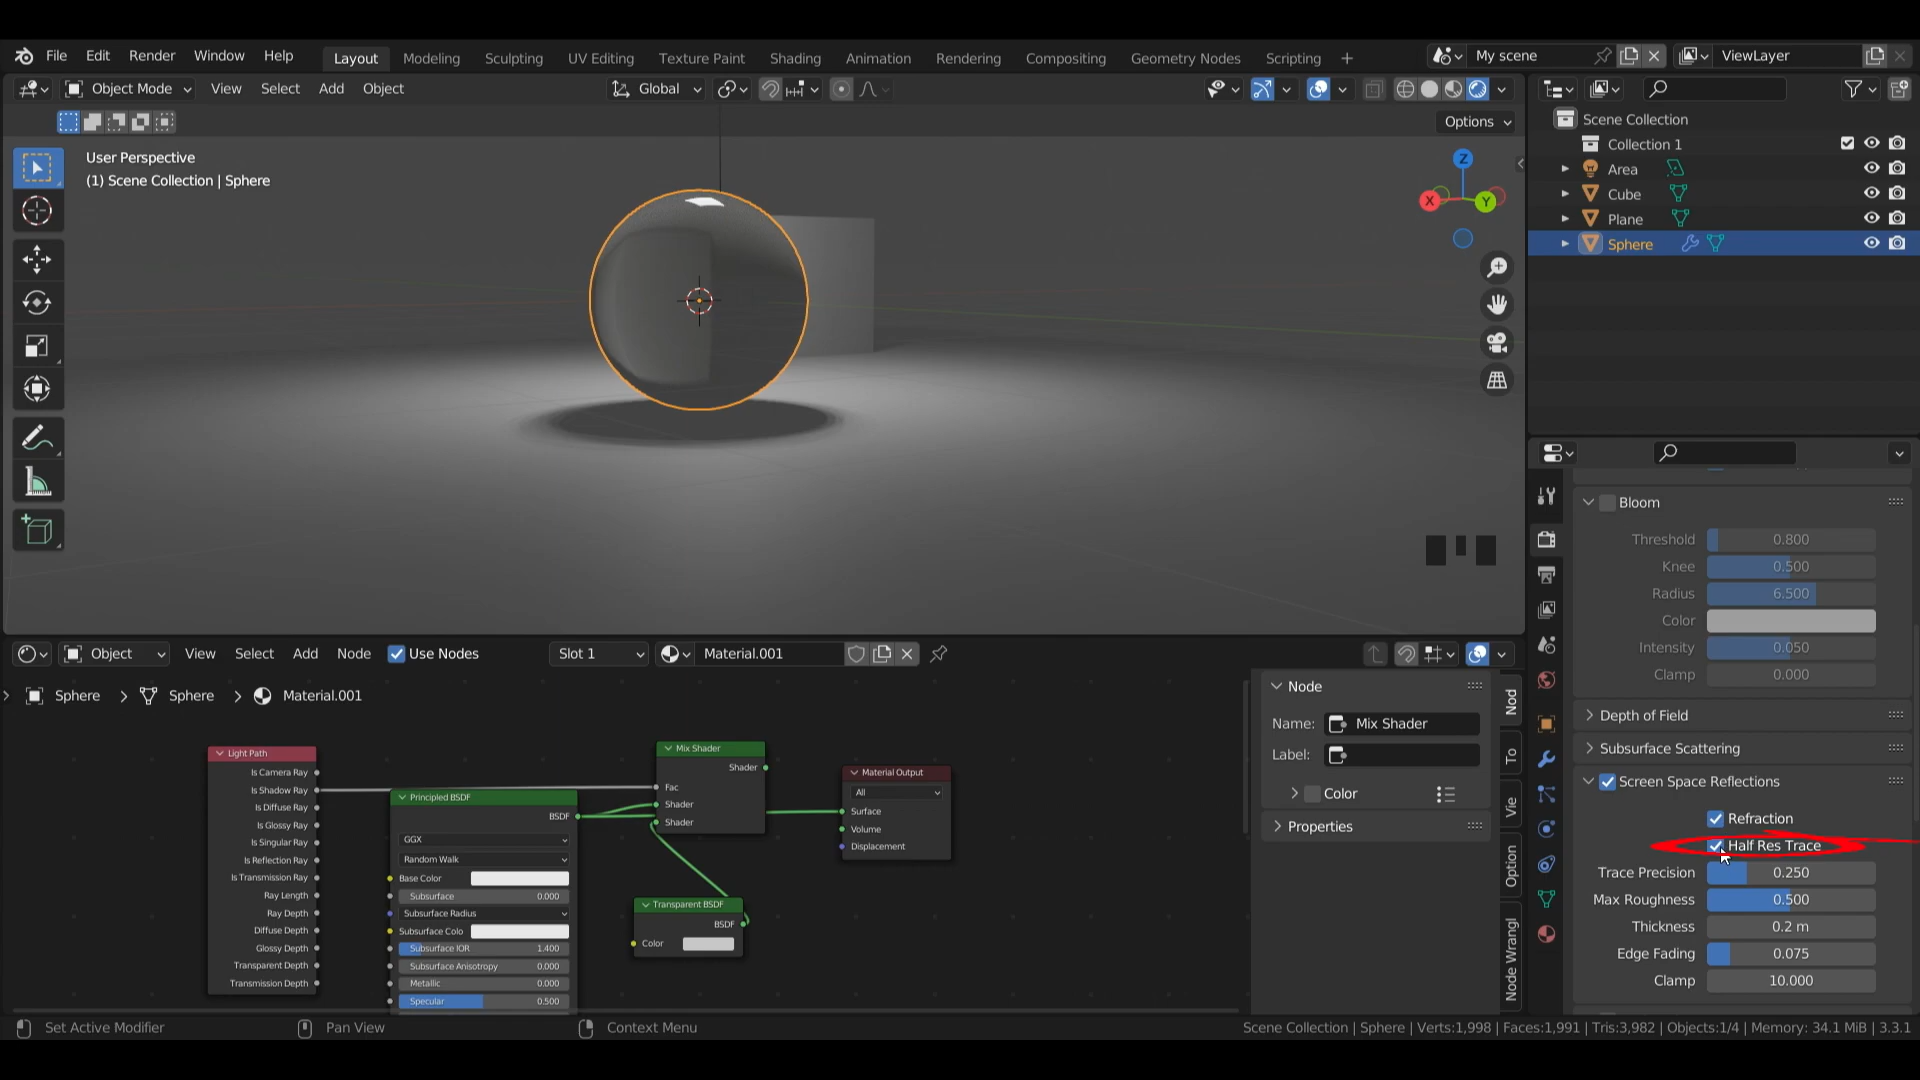 File Edit Render Window Help Layout Modeling Sculpting UV Editing Texture Paint Shading Animation Rendering Compositing Geometry Nodes Scripting + My scene ViewLayer
Object Mode View Select Add Object Global
Options
User Perspective
(1) Scene Collection | Sphere
Z
X
Y
Scene Collection
Collection 1
Area
Cube
Plane
Sphere
Bloom
Threshold 0.800
Knee 0.500
Radius 6.500
Color
Intensity 0.050
Clamp 0.000
Depth of Field
Subsurface Scattering
Screen Space Reflections
Refraction
Half Res Trace
Trace Precision 0.250
Max Roughness 0.500
Thickness 0.2 m
Edge Fading 0.075
Clamp 10.000
Object View Select Add Node Use Nodes Slot 1 Material.001
Sphere > Sphere > Material.001
Light Path
Is Camera Ray
Is Shadow Ray
Is Diffuse Ray
Is Glossy Ray
Is Singular Ray
Is Reflection Ray
Is Transmission Ray
Ray Length
Ray Depth
Diffuse Depth
Glossy Depth
Transparent Depth
Transmission Depth
Principled BSDF
BSDF
GGX
Random Walk
Base Color
Subsurface 0.000
Subsurface Radius
Subsurface Colo
Subsurface IOR 1.400
Subsurface Anisotropy 0.000
Metallic 0.000
Specular 0.500
Mix Shader
Shader
Fac
Shader
Shader
Transparent BSDF
BSDF
Color
Material Output
All
Surface
Volume
Displacement
Node
Name: Mix Shader
Label:
Color
Properties
Nod
To
Vie
Option
Node Wrangl
Set Active Modifier Pan View Context Menu Scene Collection | Sphere | Verts:1,998 | Faces:1,991 | Tris:3,982 | Objects:1/4 | Memory: 34.1 MiB | 3.3.1